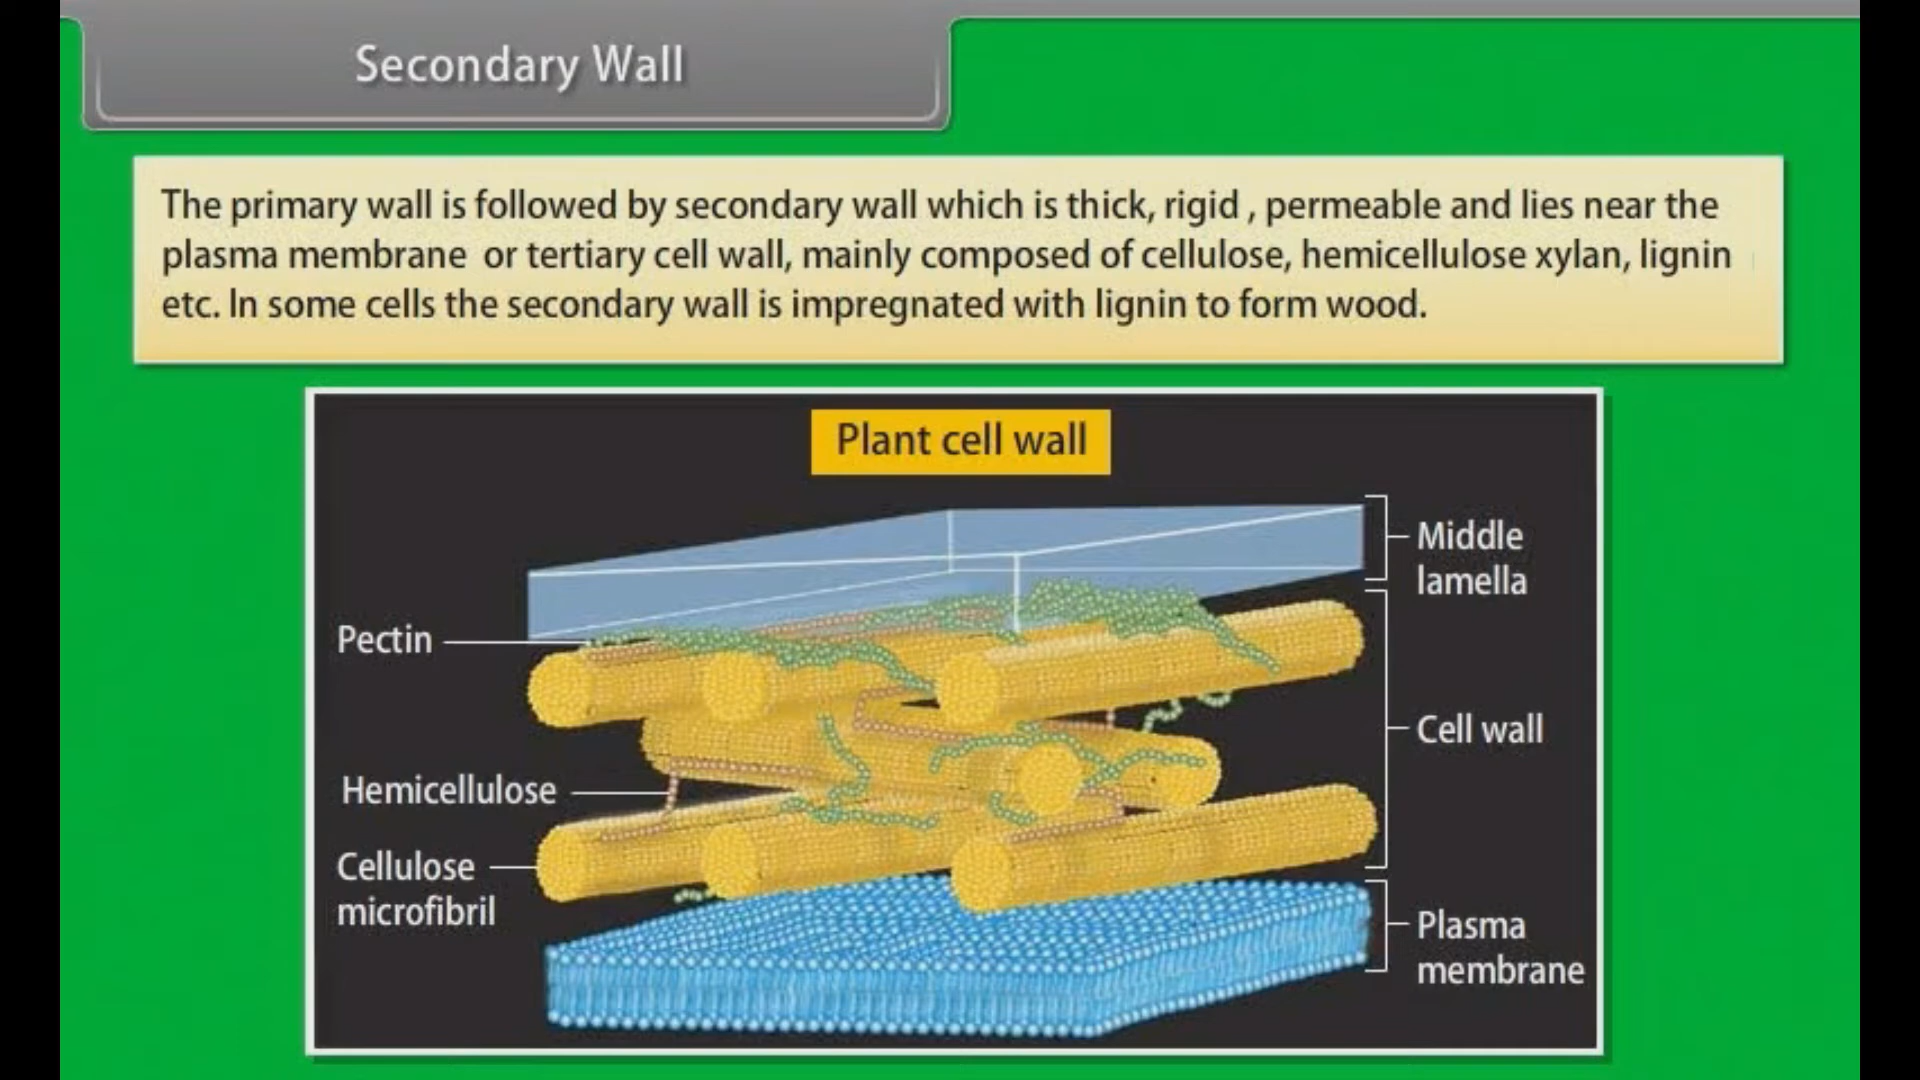 Secondary Wall
The primary wall is followed by secondary wall which is thick, rigid , permeable and lies near the
plasma membrane or tertiary cell wall, mainly composed of cellulose, hemicellulose xylan, lignin
etc. In some cells the secondary wall is impregnated with lignin to form wood.
Plant cell wall
Middle
lamella
Pectin
Cell wall
Hemicellulose
Cellulose
microfibril
Plasma
membrane